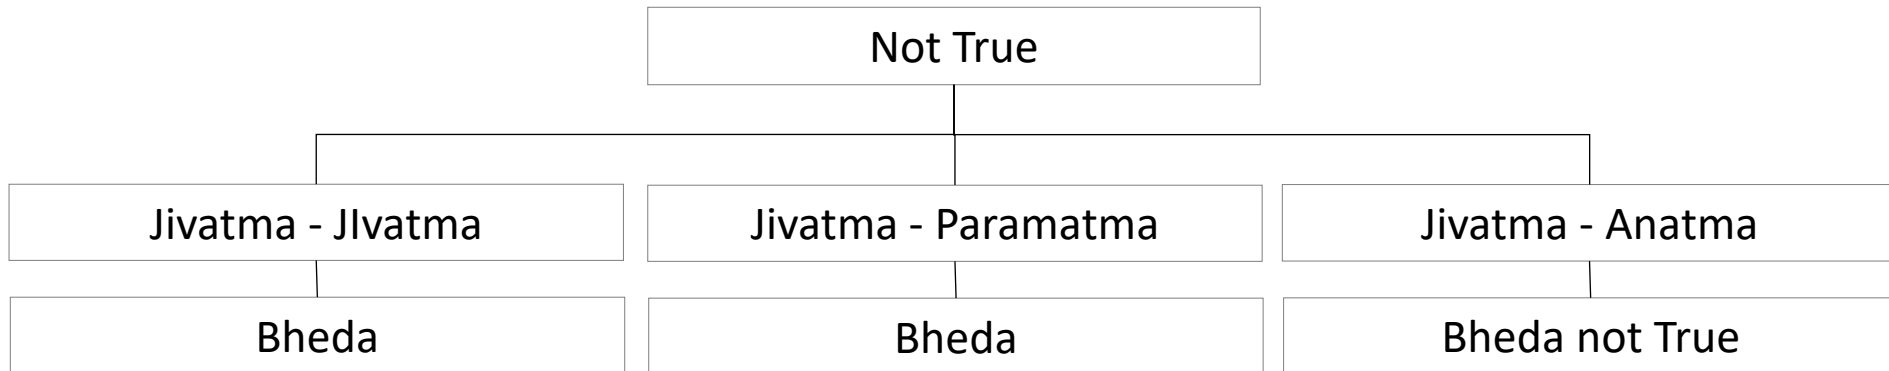 Not True
Jivatma - JIvatma
Jivatma - Paramatma
Jivatma - Anatma
Bheda
Bheda
Bheda not True